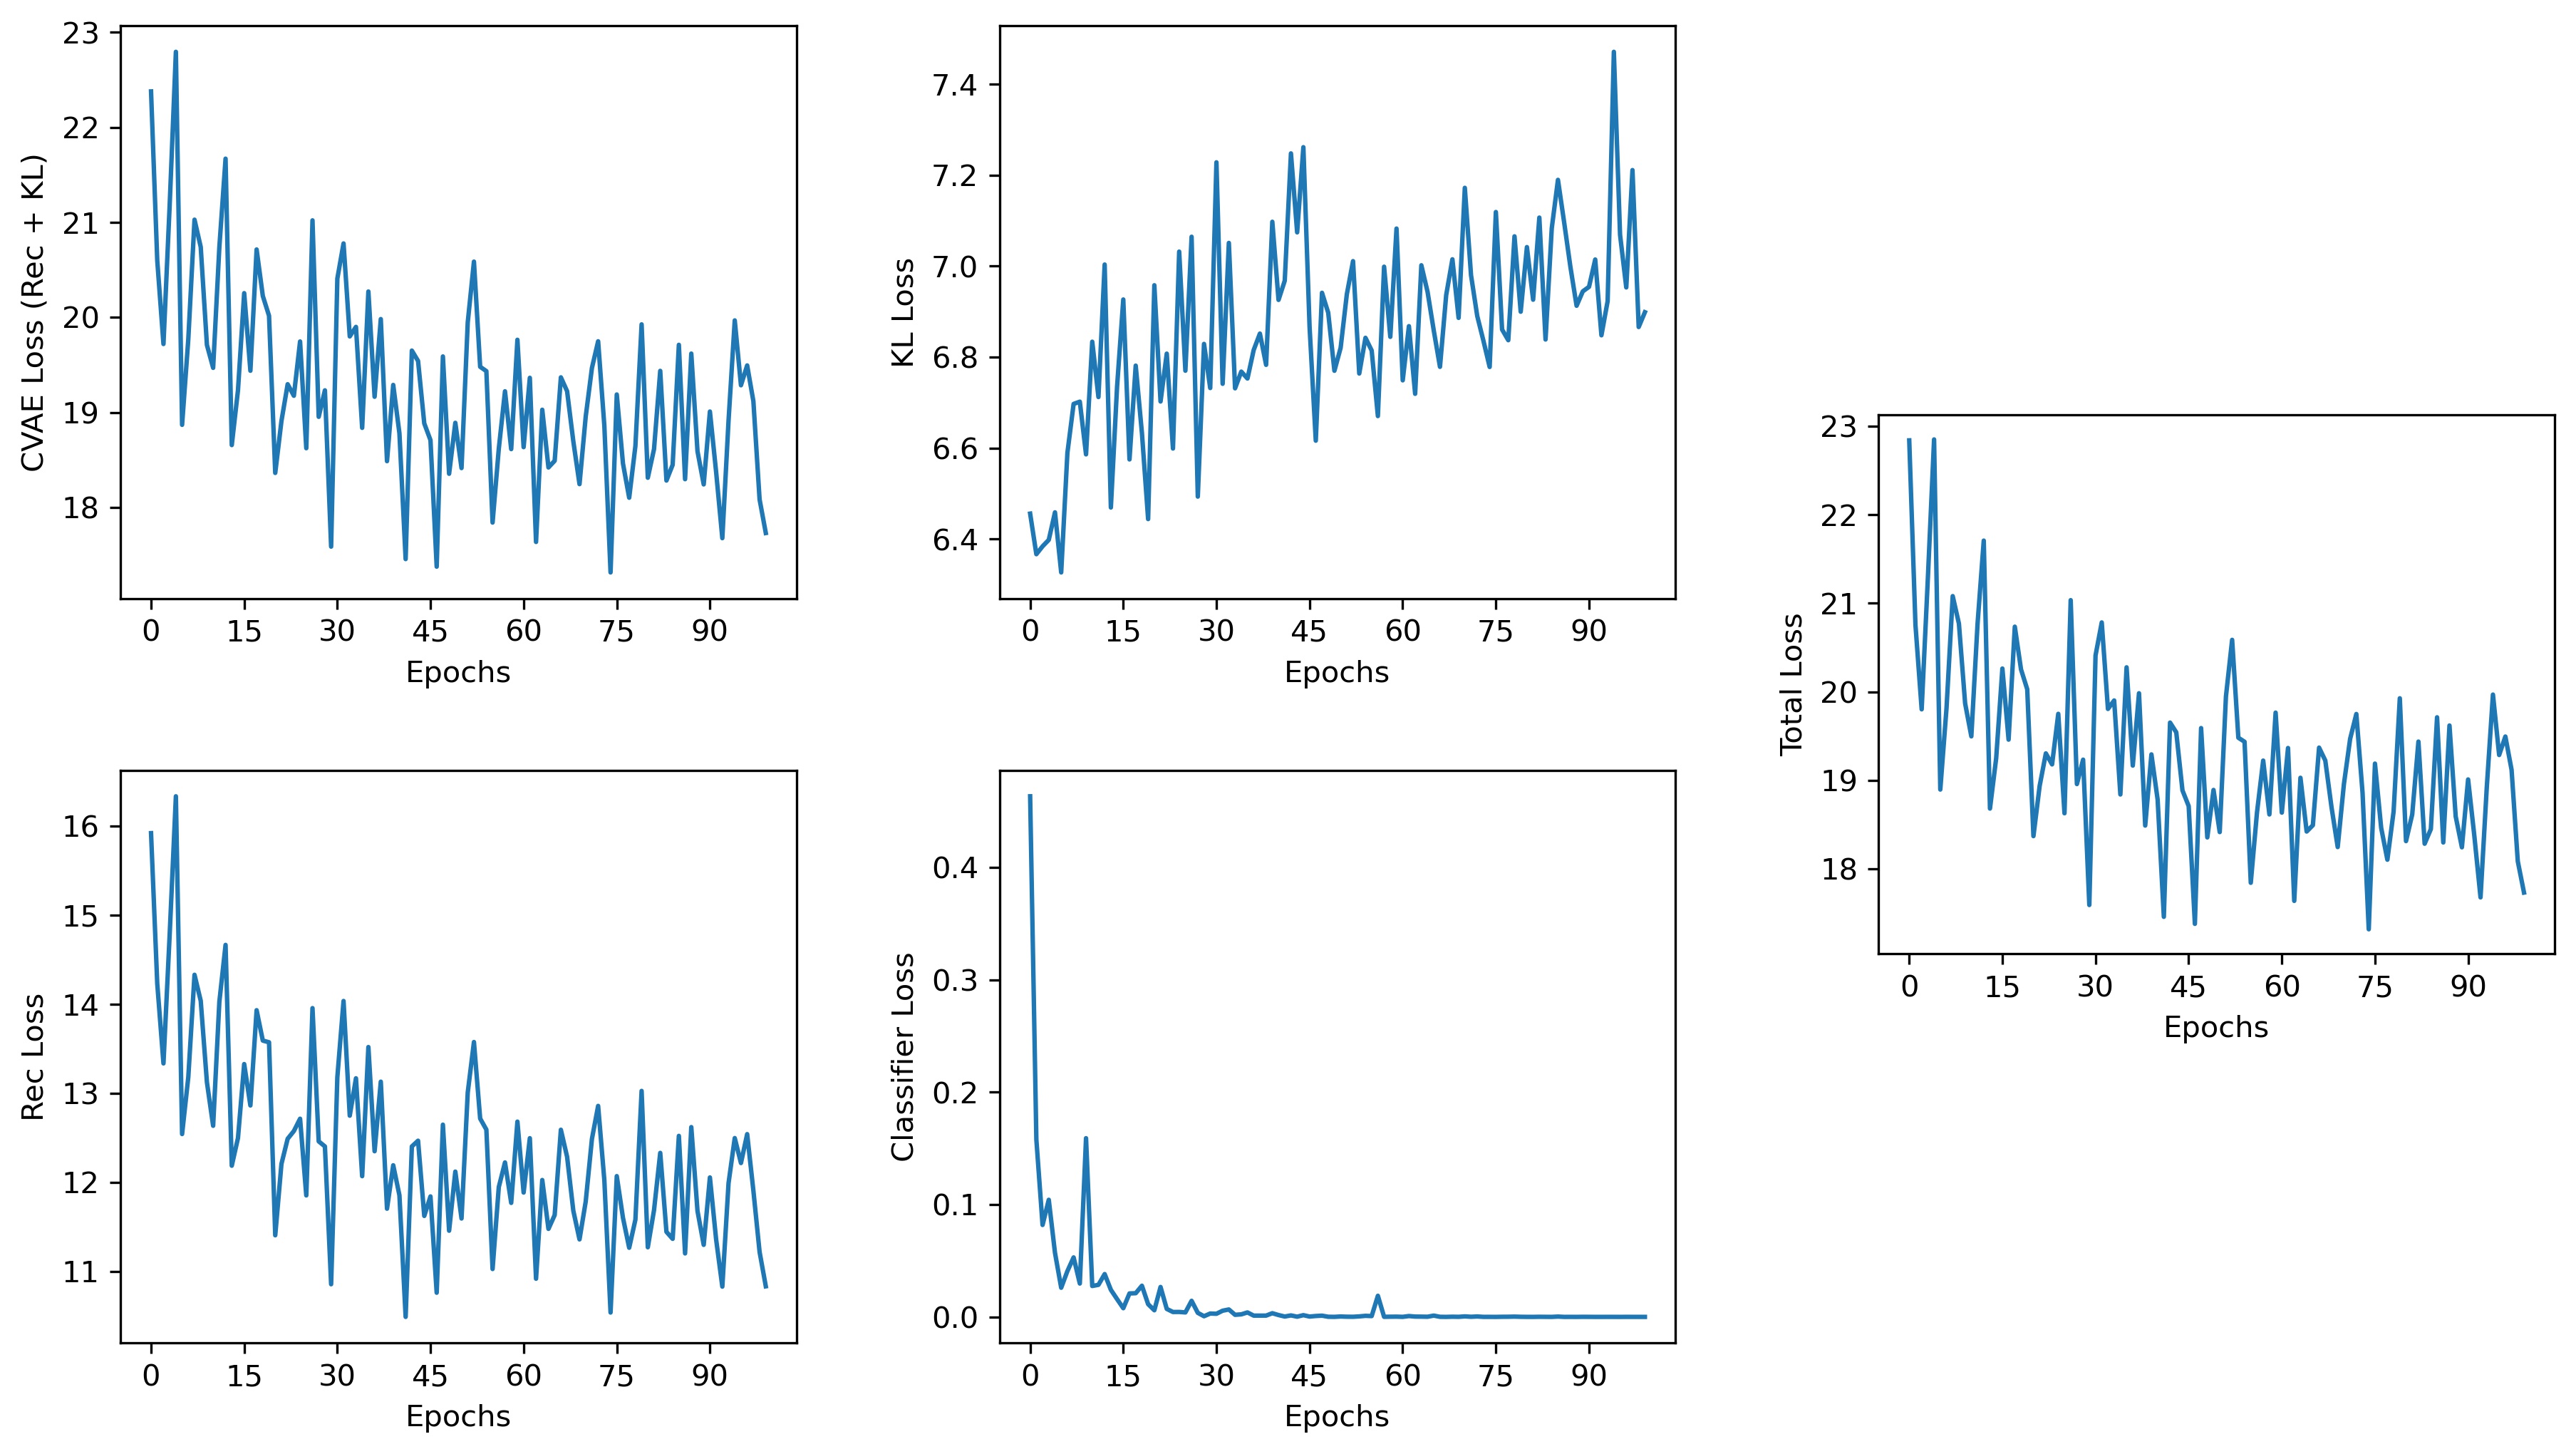 CVAE Loss (Rec + KL)
23
22
21
20
19
18
0 15 30 45 60 75 90
Epochs
KL Loss
7.4
7.2
7.0
6.8
6.6
6.4
0 15 30 45 60 75 90
Epochs
Rec Loss
16
15
14
13
12
11
0 15 30 45 60 75 90
Epochs
Classifier Loss
0.4
0.3
0.2
0.1
0.0
0 15 30 45 60 75 90
Epochs
Total Loss
23
22
21
20
19
18
0 15 30 45 60 75 90
Epochs